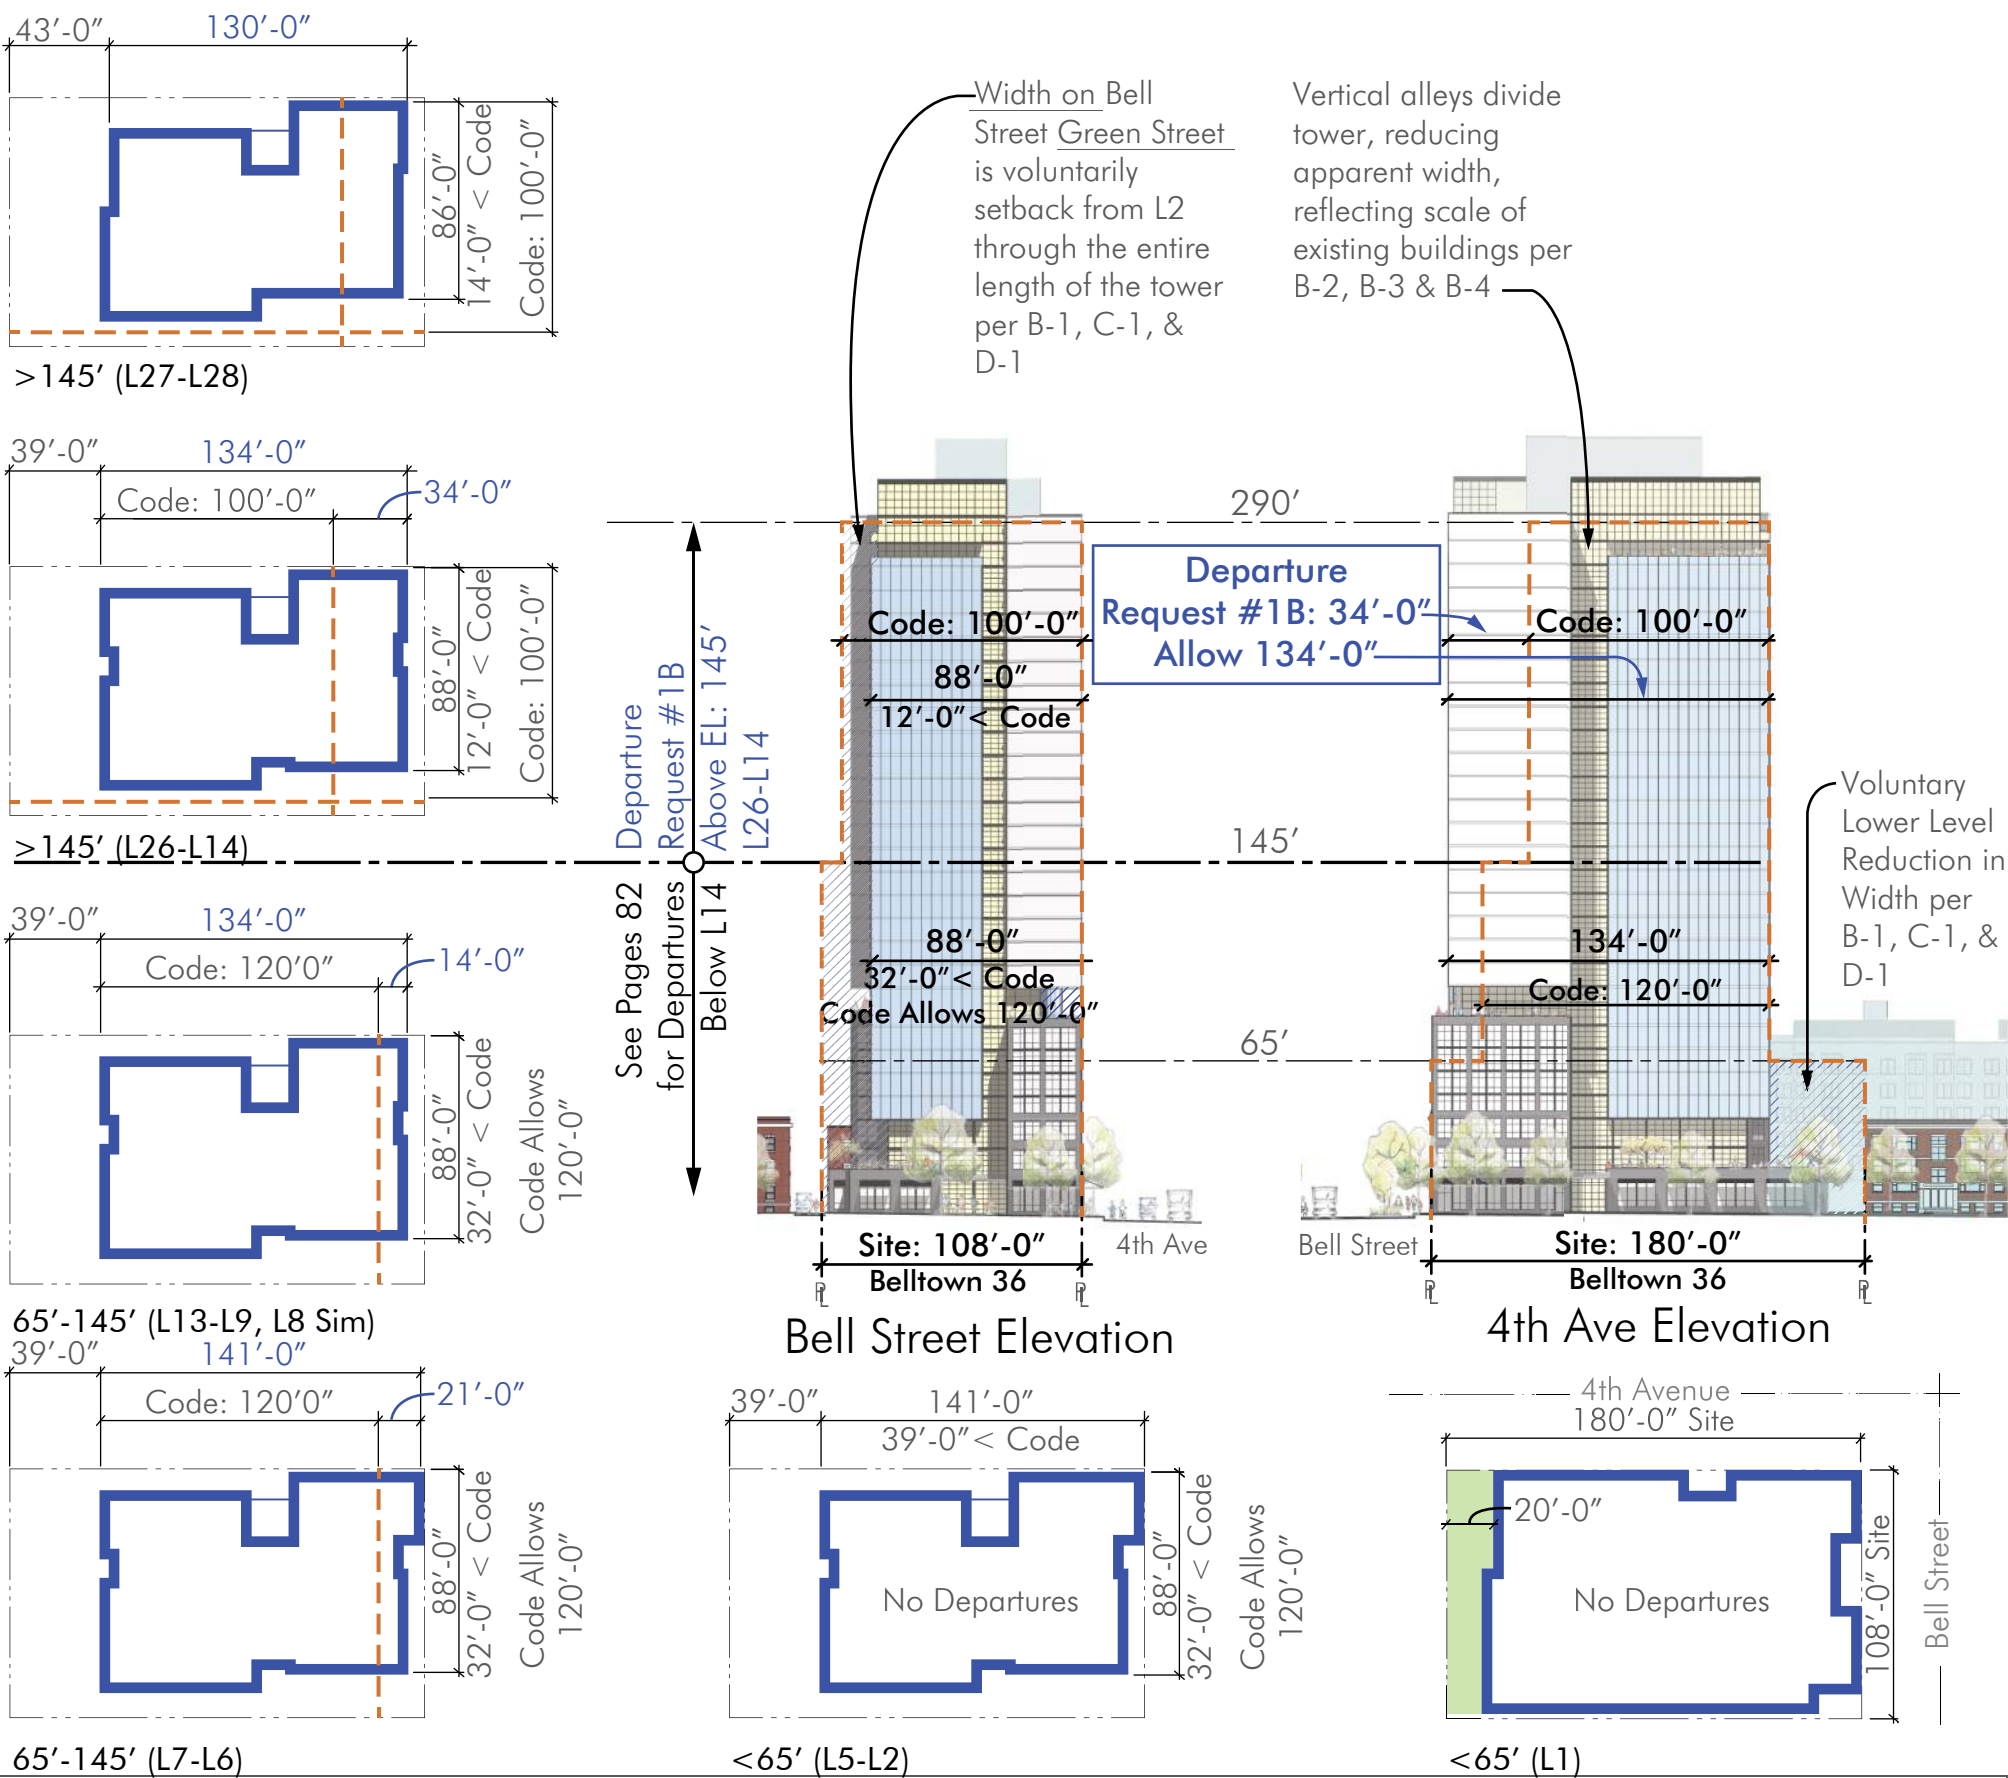 43′-0″
130′-0″
86′-0″
14′-0″ < Code
Code: 100′-0″
>145′ (L27-L28)
39′-0″
134′-0″
Code: 100′-0″
34′-0″
88′-0″
12′-0″ < Code
Code: 100′-0″
>145′ (L26-L14)
39′-0″
134′-0″
Code: 120′0″
14′-0″
88′-0″
32′-0″ < Code
Code Allows
120′-0″
65′-145′ (L13-L9, L8 Sim)
39′-0″
141′-0″
Code: 120′0″
21′-0″
88′-0″
32′-0″ < Code
Code Allows
120′-0″
65′-145′ (L7-L6)
Width on Bell
Street Green Street
is voluntarily
setback from L2
through the entire
length of the tower
per B-1, C-1, &
D-1
Vertical alleys divide
tower, reducing
apparent width,
reflecting scale of
existing buildings per
B-2, B-3 & B-4
Departure
Request #1B
Above EL: 145′
L26-L14
See Pages 82
for Departures
Below L14
290′
145′
65′
Code: 100′-0″
88′-0″
12′-0″< Code
88′-0″
32′-0″< Code
Code Allows 120′-0″
Departure
Request #1B: 34′-0″
Allow 134′-0″
Code: 100′-0″
134′-0″
Code: 120′-0″
Voluntary
Lower Level
Reduction in
Width per
B-1, C-1, &
D-1
Site: 108′-0″
Belltown 36
PL
PL
4th Ave
Bell Street Elevation
Bell Street
Site: 180′-0″
Belltown 36
PL
PL
4th Ave Elevation
39′-0″
141′-0″
39′-0″< Code
No Departures
88′-0″
32′-0″ < Code
Code Allows
120′-0″
<65′ (L5-L2)
4th Avenue
180′-0″ Site
20′-0″
No Departures
108′-0″ Site
Bell Street
<65′ (L1)